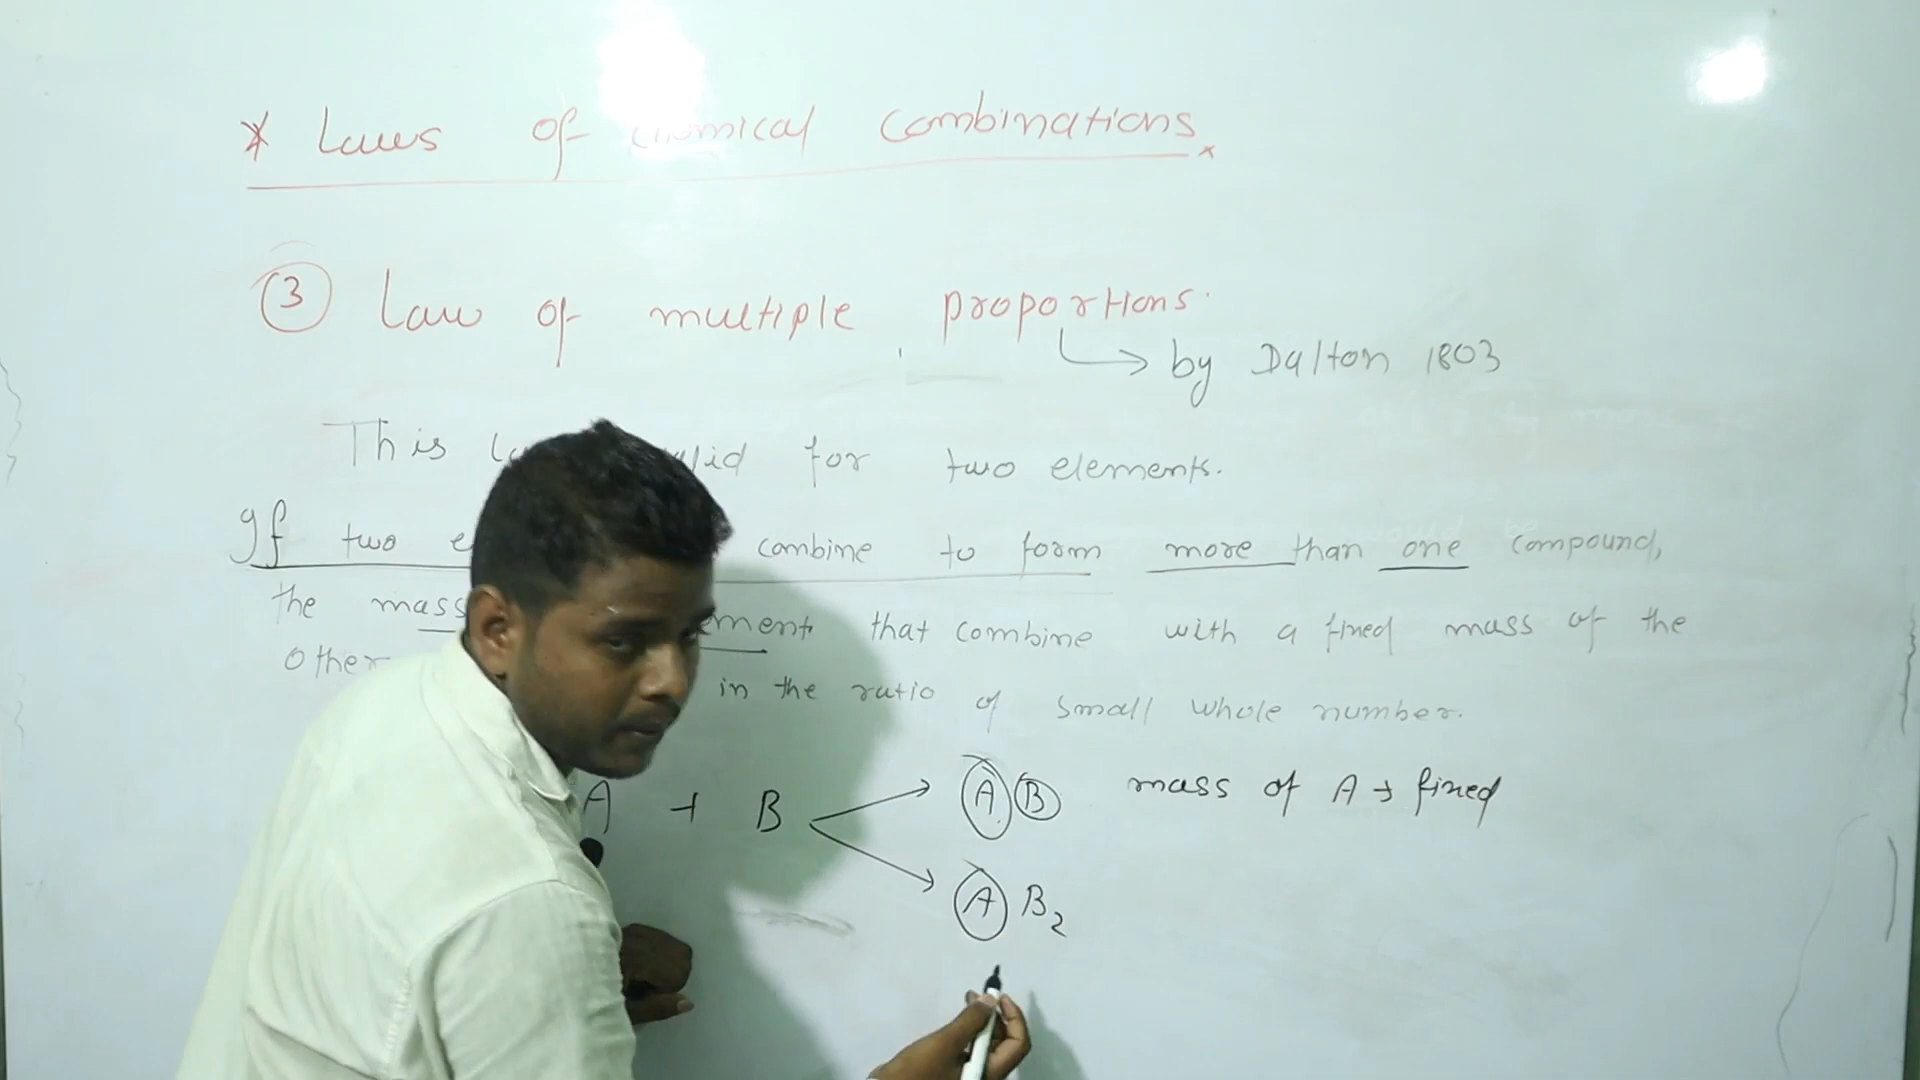 * Laws of chemical combinations
③ Law of multiple proportions.
↳ by Dalton 1803
This for two elements.
If two combine to form more than one compound,
the mass that combine with a fixed mass of the
other in the ratio of small whole number.
A + B AB mass of A → fixed
AB₂